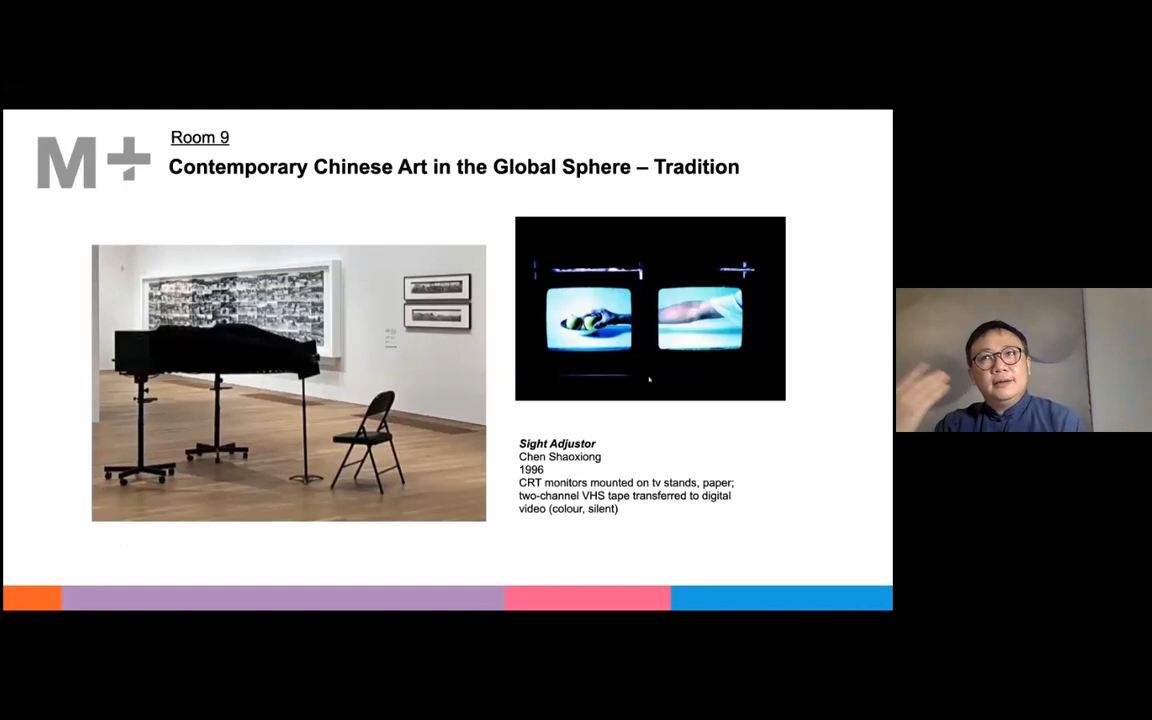 M+
Room 9
Contemporary Chinese Art in the Global Sphere – Tradition
Sight Adjustor
Chen Shaoxiong
1996
CRT monitors mounted on tv stands, paper;
two-channel VHS tape transferred to digital
video (colour, silent)